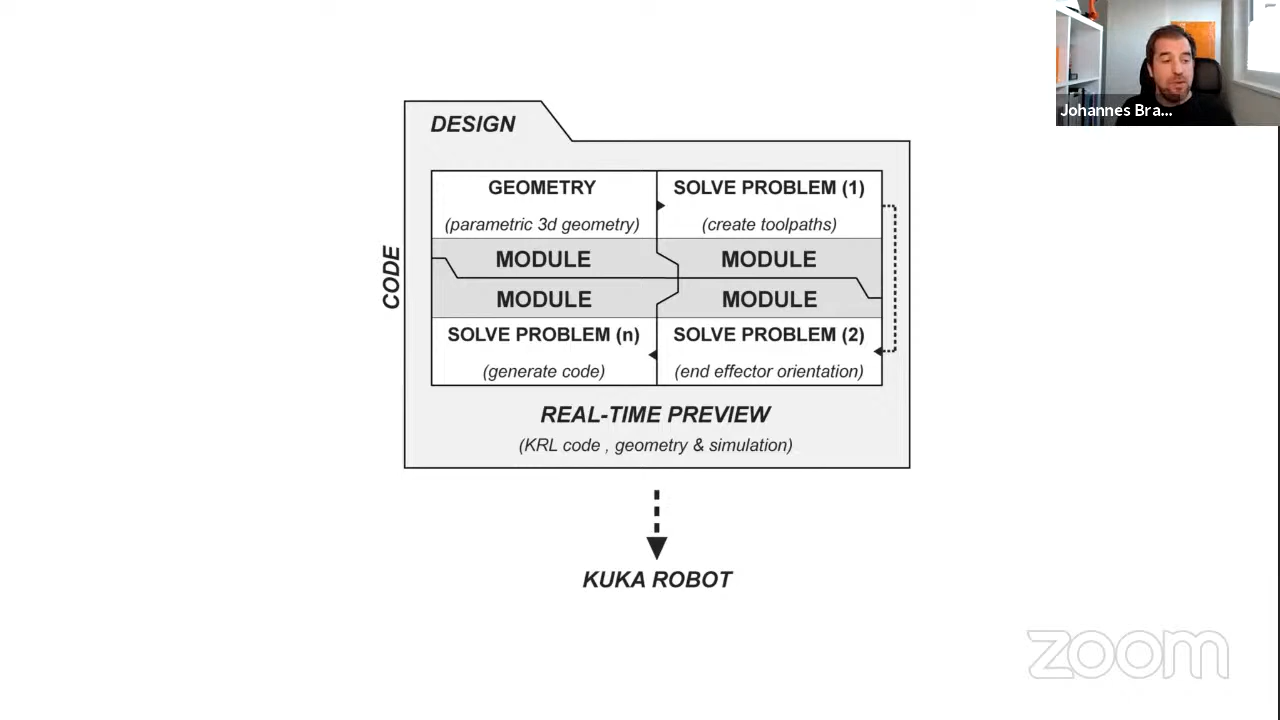 Johannes Bra...
DESIGN
GEOMETRY
(parametric 3d geometry)
SOLVE PROBLEM (1)
(create toolpaths)
CODE
MODULE
MODULE
MODULE
MODULE
SOLVE PROBLEM (n)
(generate code)
SOLVE PROBLEM (2)
(end effector orientation)
REAL-TIME PREVIEW
(KRL code , geometry & simulation)
KUKA ROBOT
zoom